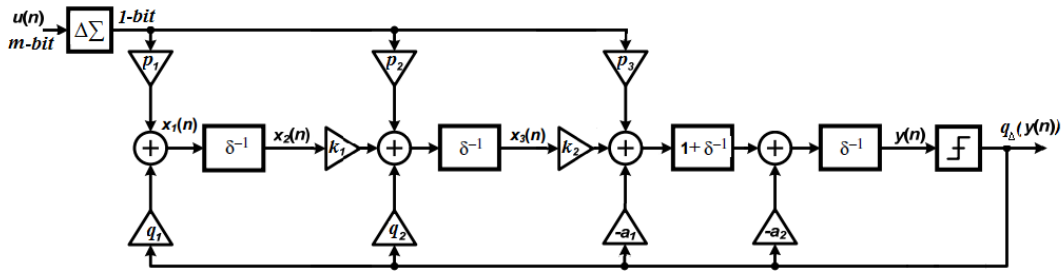 u(n)
m-bit
ΔΣ
1-bit
p₁
p₂
p₃
x₁(n)
δ⁻¹
x₂(n)
k₁
δ⁻¹
x₃(n)
k₂
1+ δ⁻¹
δ⁻¹
y(n)
q_Δ(y(n))
q₁
q₂
-a₁
-a₂